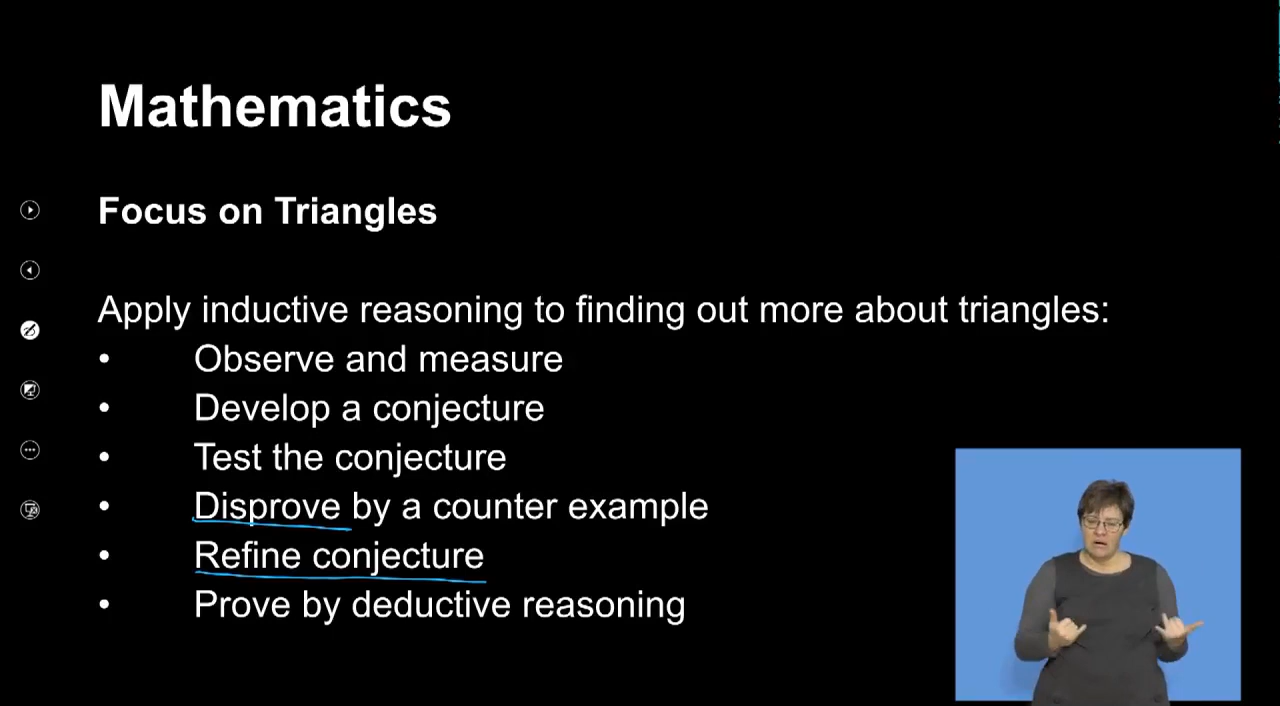 Mathematics
Focus on Triangles
Apply inductive reasoning to finding out more about triangles:
• Observe and measure
• Develop a conjecture
• Test the conjecture
• Disprove by a counter example
• Refine conjecture
• Prove by deductive reasoning